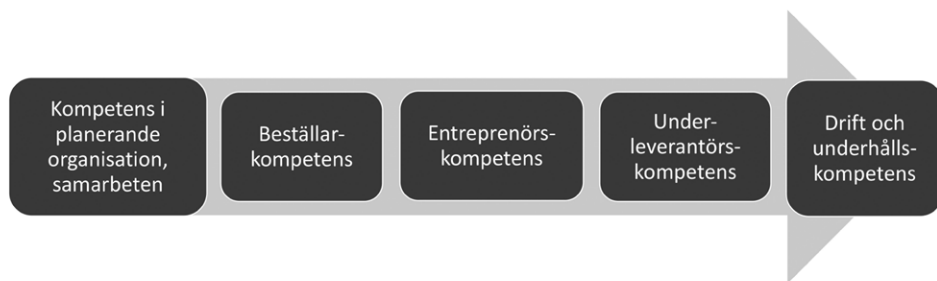 Kompetens i
planerande
organisation,
samarbeten
Beställar-
kompetens
Entreprenörs-
kompetens
Under-
leverantörs-
kompetens
Drift och
underhålls-
kompetens